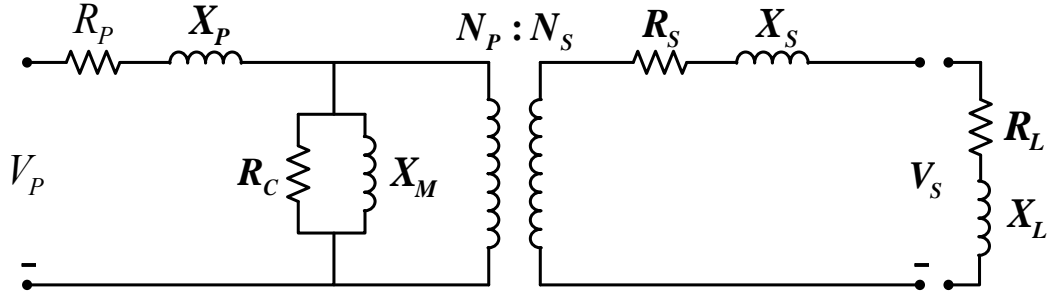 R_P
X_P
N_P : N_S
R_S
X_S
V_P
R_C
X_M
V_S
R_L
X_L
-
-